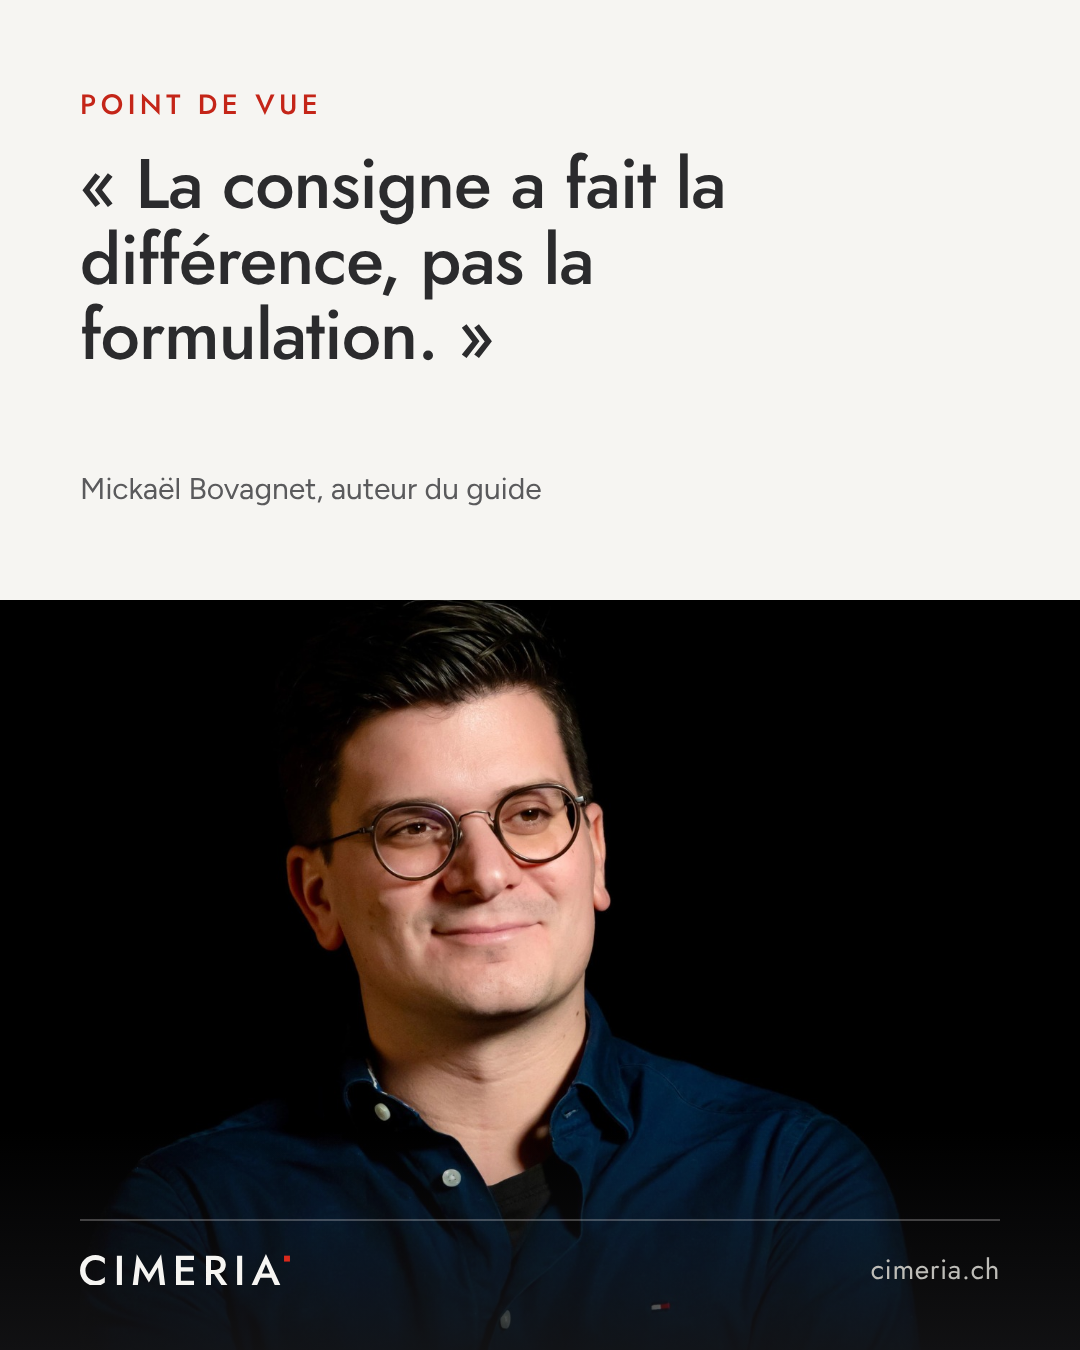 POINT DE VUE
« La consigne a fait la
différence, pas la
formulation. »
Mickaël Bovagnet, auteur du guide
CIMERIA
cimeria.ch